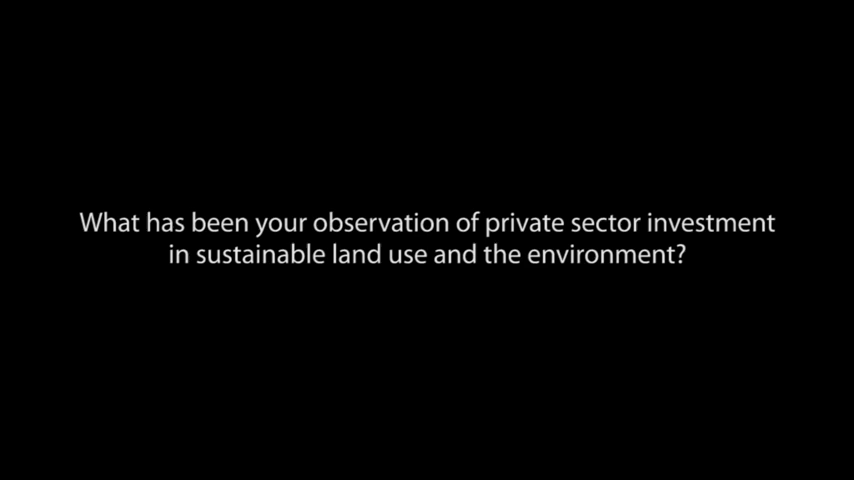 What has been your observation of private sector investment
in sustainable land use and the environment?